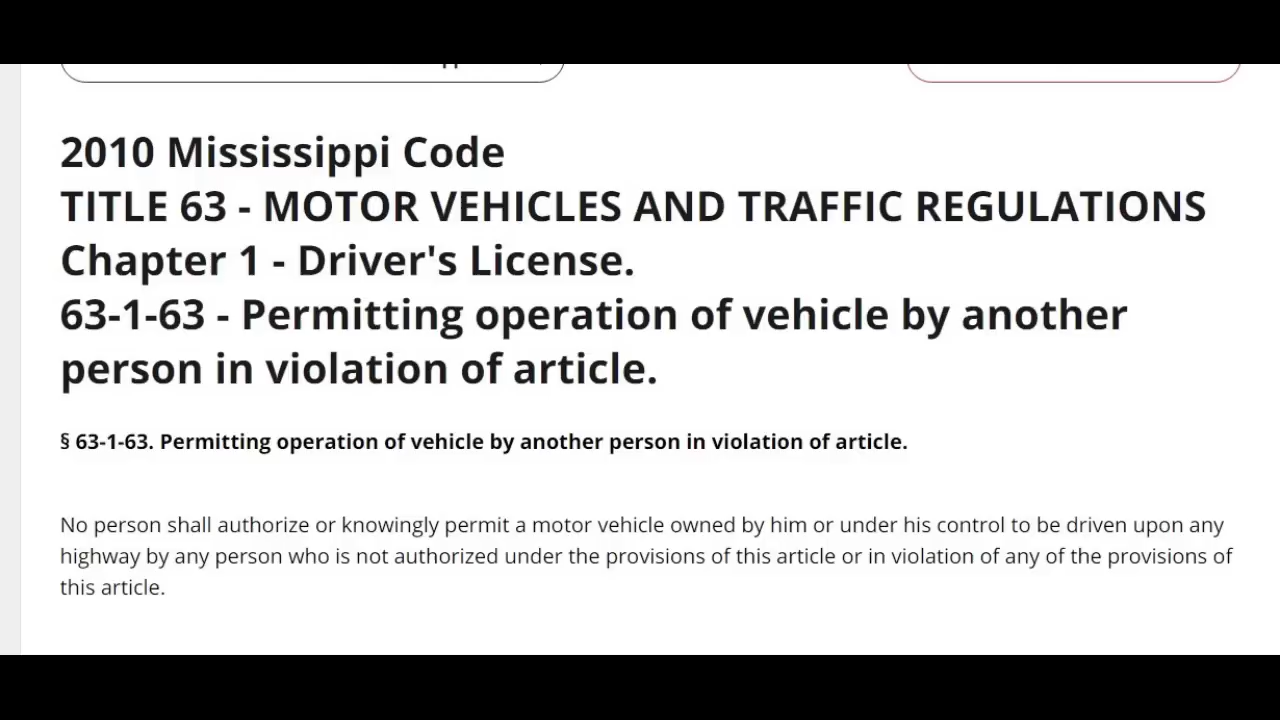 2010 Mississippi Code
TITLE 63 - MOTOR VEHICLES AND TRAFFIC REGULATIONS
Chapter 1 - Driver's License.
63-1-63 - Permitting operation of vehicle by another
person in violation of article.
§ 63-1-63. Permitting operation of vehicle by another person in violation of article.
No person shall authorize or knowingly permit a motor vehicle owned by him or under his control to be driven upon any
highway by any person who is not authorized under the provisions of this article or in violation of any of the provisions of
this article.